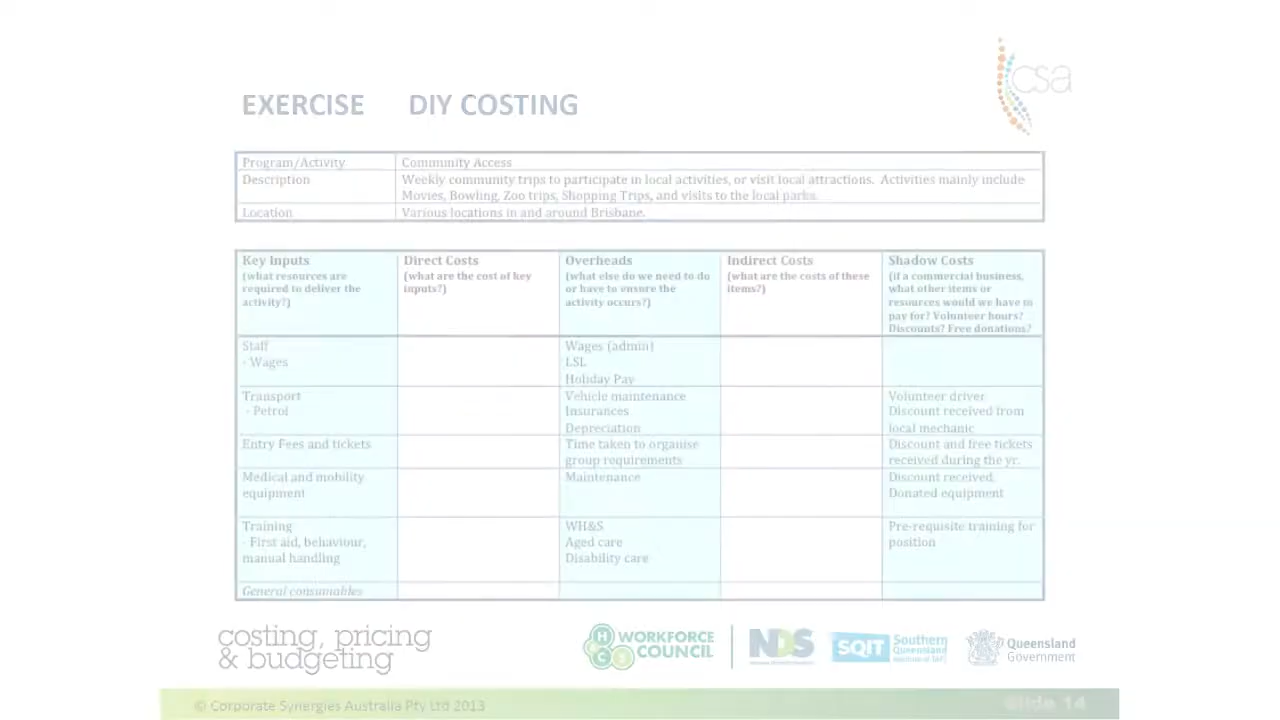 csa
EXERCISE DIY COSTING
Program/Activity Community Access
Description Weekly community trips to participate in local activities, or visit local attractions. Activities mainly include
Movies, Bowling, Zoo trips, Shopping Trips, and visits to the local parks.
Location Various locations in and around Brisbane.
Key Inputs
(what resources are
required to deliver the
activity?)
Direct Costs
(what are the cost of key
inputs?)
Overheads
(what else do we need to do
or have to ensure the
activity occurs?)
Indirect Costs
(what are the costs of these
items?)
Shadow Costs
(if a commercial business,
what other items or
resources would we have to
pay for? Volunteer hours?
Discounts? Free donations?
Staff
- Wages
Wages (admin)
LSL
Holiday Pay
Transport
- Petrol
Vehicle maintenance
Insurances
Depreciation
Volunteer driver
Discount received from
local mechanic
Entry Fees and tickets
Time taken to organise
group requirements
Discount and free tickets
received during the yr.
Medical and mobility
equipment
Maintenance
Discount received.
Donated equipment
Training
- First aid, behaviour,
manual handling
WH&S
Aged care
Disability care
Pre-requisite training for
position
General consumables
costing, pricing
& budgeting
H C S WORKFORCE
COUNCIL
NDS
SQIT Southern
Queensland
Queensland
Government
© Corporate Synergies Australia Pty Ltd 2013
Slide 14